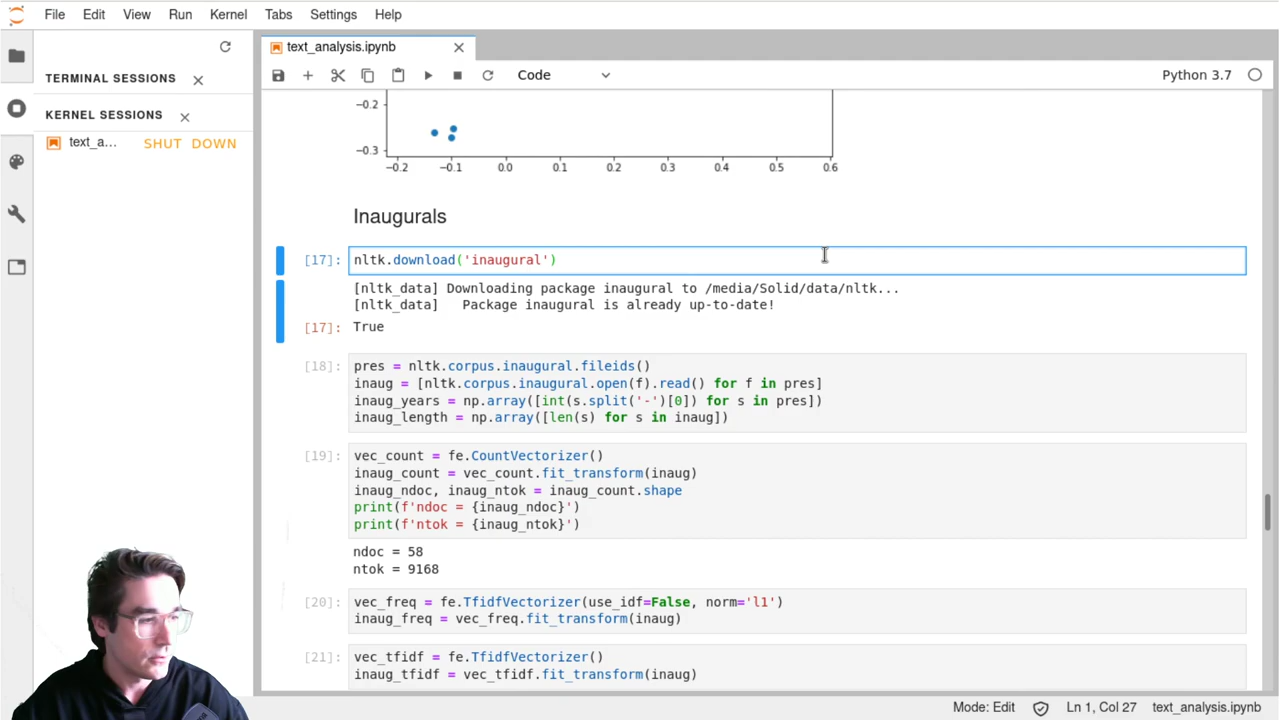 File Edit View Run Kernel Tabs Settings Help
TERMINAL SESSIONS
KERNEL SESSIONS
text_a... SHUT DOWN
text_analysis.ipynb
Code
Python 3.7
−0.2
−0.3
−0.2 −0.1 0.0 0.1 0.2 0.3 0.4 0.5 0.6
Inaugurals
[17]: nltk.download('inaugural')
[nltk_data] Downloading package inaugural to /media/Solid/data/nltk...
[nltk_data]   Package inaugural is already up-to-date!
[17]: True
[18]: pres = nltk.corpus.inaugural.fileids()
inaug = [nltk.corpus.inaugural.open(f).read() for f in pres]
inaug_years = np.array([int(s.split('-')[0]) for s in pres])
inaug_length = np.array([len(s) for s in inaug])
[19]: vec_count = fe.CountVectorizer()
inaug_count = vec_count.fit_transform(inaug)
inaug_ndoc, inaug_ntok = inaug_count.shape
print(f'ndoc = {inaug_ndoc}')
print(f'ntok = {inaug_ntok}')
ndoc = 58
ntok = 9168
[20]: vec_freq = fe.TfidfVectorizer(use_idf=False, norm='l1')
inaug_freq = vec_freq.fit_transform(inaug)
[21]: vec_tfidf = fe.TfidfVectorizer()
inaug_tfidf = vec_tfidf.fit_transform(inaug)
Mode: Edit Ln 1, Col 27 text_analysis.ipynb